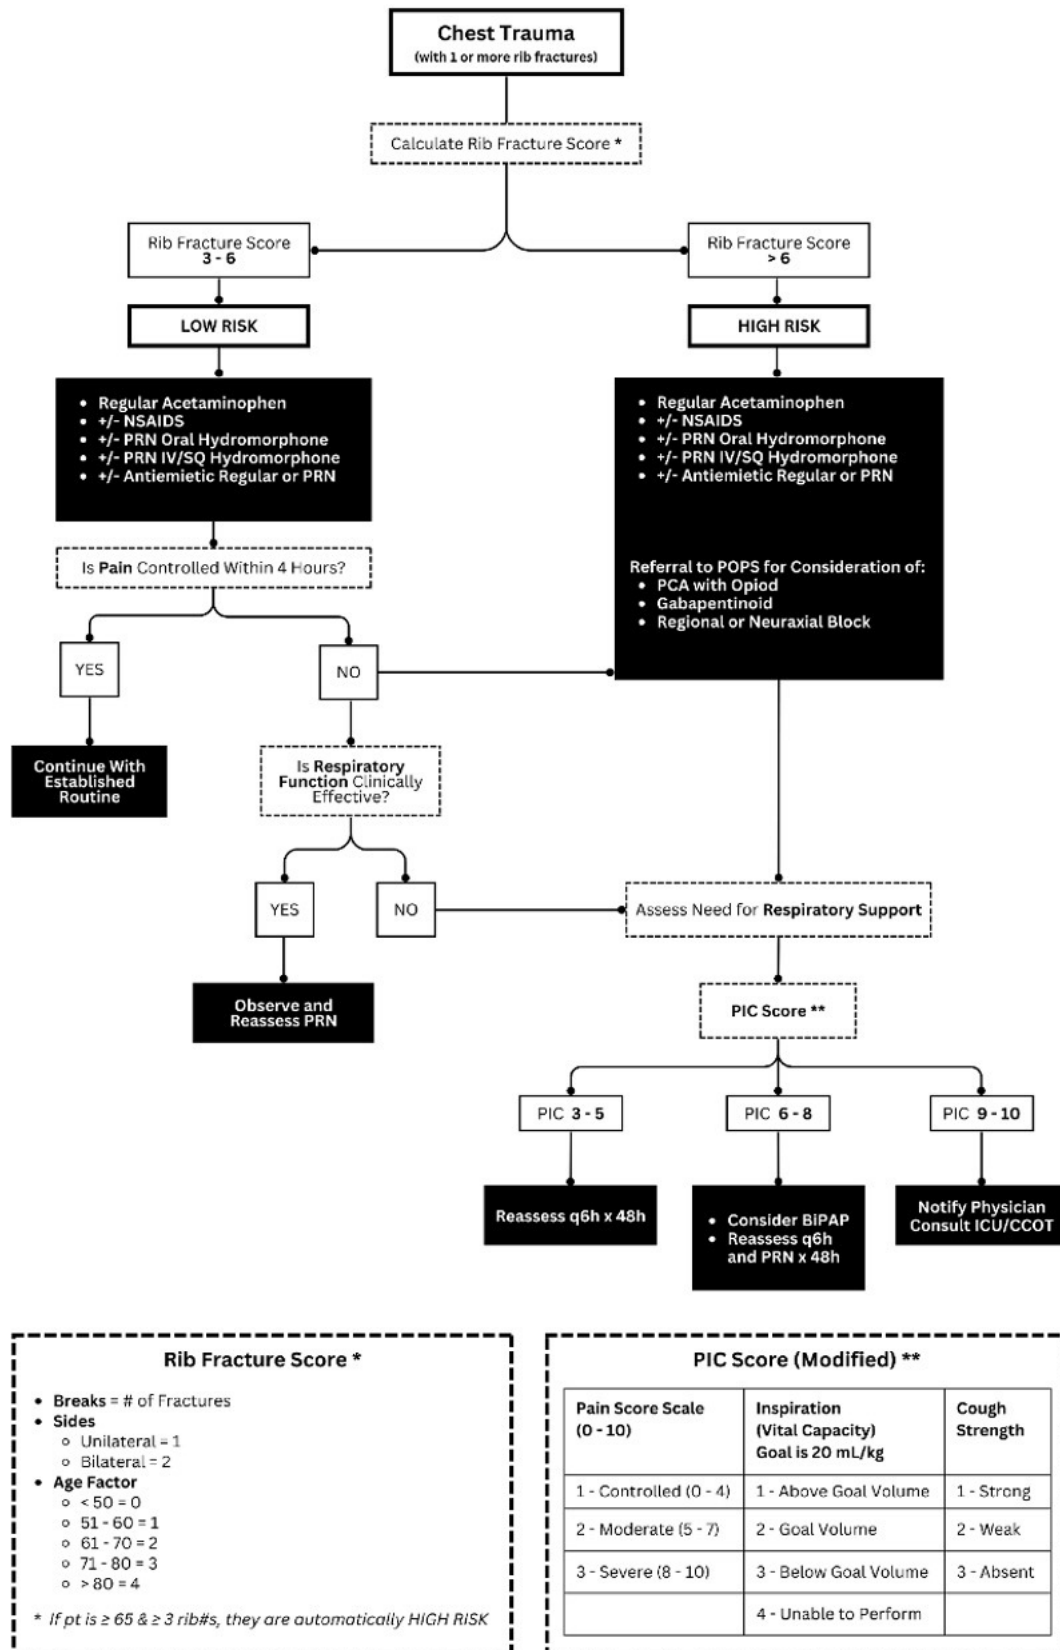 Chest Trauma
(with 1 or more rib fractures)
Calculate Rib Fracture Score *
Rib Fracture Score
3 - 6
Rib Fracture Score
> 6
LOW RISK
HIGH RISK
• Regular Acetaminophen
• +/- NSAIDS
• +/- PRN Oral Hydromorphone
• +/- PRN IV/SQ Hydromorphone
• +/- Antiemietic Regular or PRN
• Regular Acetaminophen
• +/- NSAIDS
• +/- PRN Oral Hydromorphone
• +/- PRN IV/SQ Hydromorphone
• +/- Antiemietic Regular or PRN
Referral to POPS for Consideration of:
• PCA with Opiod
• Gabapentinoid
• Regional or Neuraxial Block
Is Pain Controlled Within 4 Hours?
YES
NO
Continue With
Established
Routine
Is Respiratory
Function Clinically
Effective?
YES
NO
Assess Need for Respiratory Support
Observe and
Reassess PRN
PIC Score **
PIC 3 - 5
PIC 6 - 8
PIC 9 - 10
Reassess q6h x 48h
• Consider BiPAP
• Reassess q6h
and PRN x 48h
Notify Physician
Consult ICU/CCOT
Rib Fracture Score *
• Breaks = # of Fractures
• Sides
○ Unilateral = 1
○ Bilateral = 2
• Age Factor
○ < 50 = 0
○ 51 - 60 = 1
○ 61 - 70 = 2
○ 71 - 80 = 3
○ > 80 = 4
* If pt is ≥ 65 & ≥ 3 rib#s, they are automatically HIGH RISK
PIC Score (Modified) **
Pain Score Scale
(0 - 10)
Inspiration
(Vital Capacity)
Goal is 20 mL/kg
Cough
Strength
1 - Controlled (0 - 4)
1 - Above Goal Volume
1 - Strong
2 - Moderate (5 - 7)
2 - Goal Volume
2 - Weak
3 - Severe (8 - 10)
3 - Below Goal Volume
3 - Absent
4 - Unable to Perform